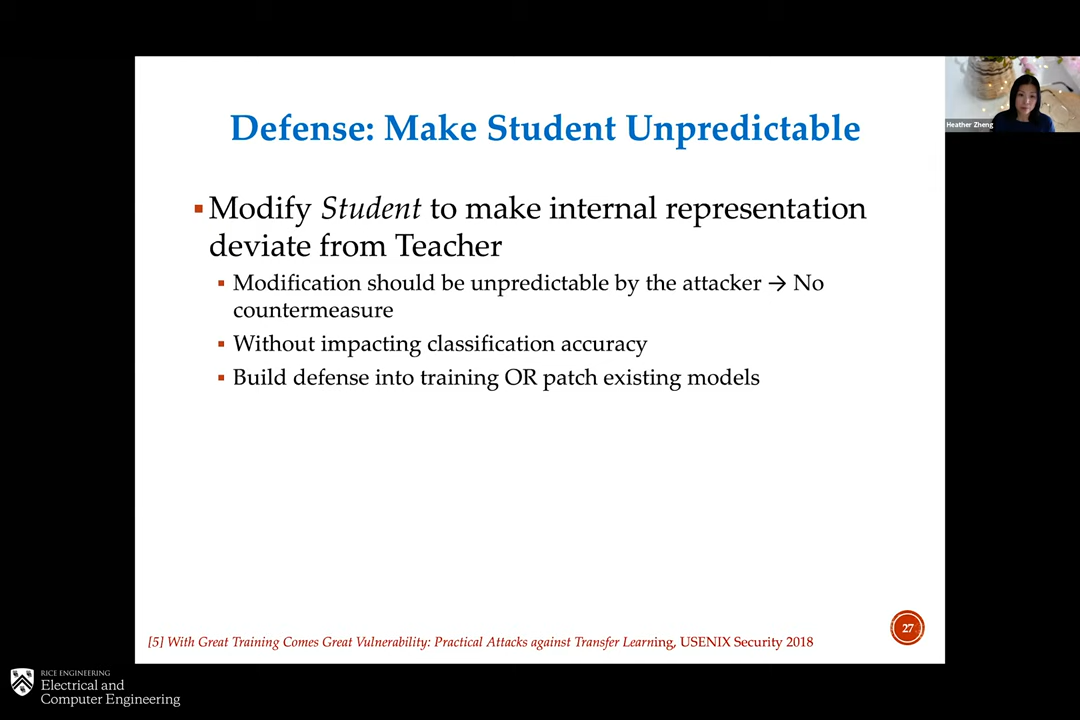 Defense: Make Student Unpredictable
Heather Zheng
▪ Modify Student to make internal representation
deviate from Teacher
▪ Modification should be unpredictable by the attacker → No
countermeasure
▪ Without impacting classification accuracy
▪ Build defense into training OR patch existing models
27
[5] With Great Training Comes Great Vulnerability: Practical Attacks against Transfer Learning, USENIX Security 2018
RICE ENGINEERING
Electrical and
Computer Engineering